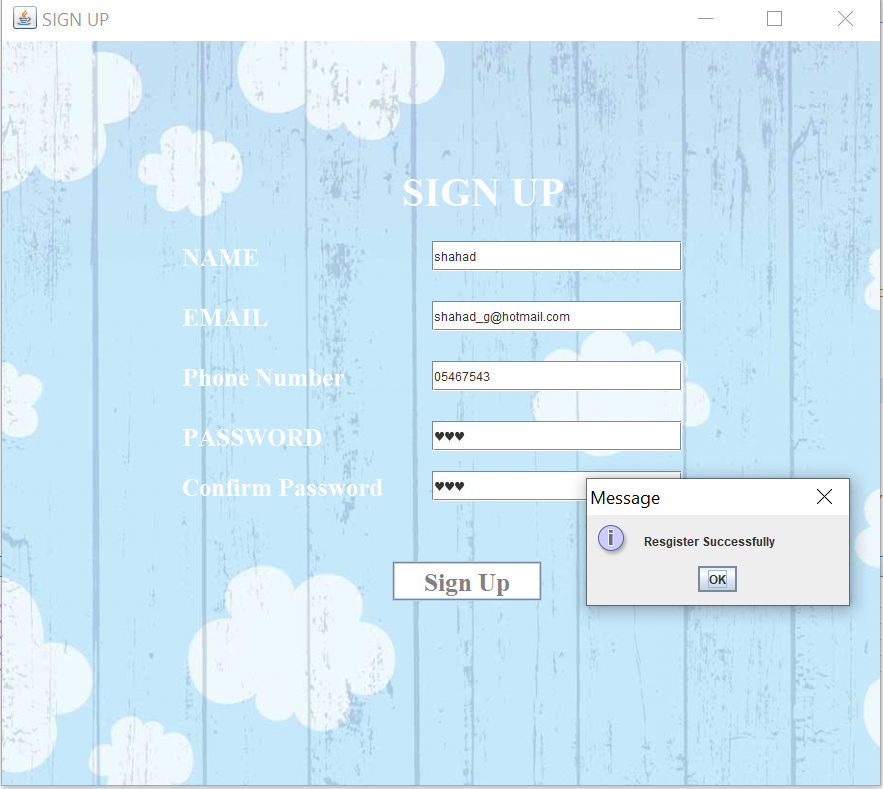 SIGN UP
SIGN UP
NAME
shahad
EMAIL
shahad_g@hotmail.com
Phone Number
05467543
PASSWORD
♥♥♥
Confirm Password
♥♥♥
Message
Resgister Successfully
OK
Sign Up